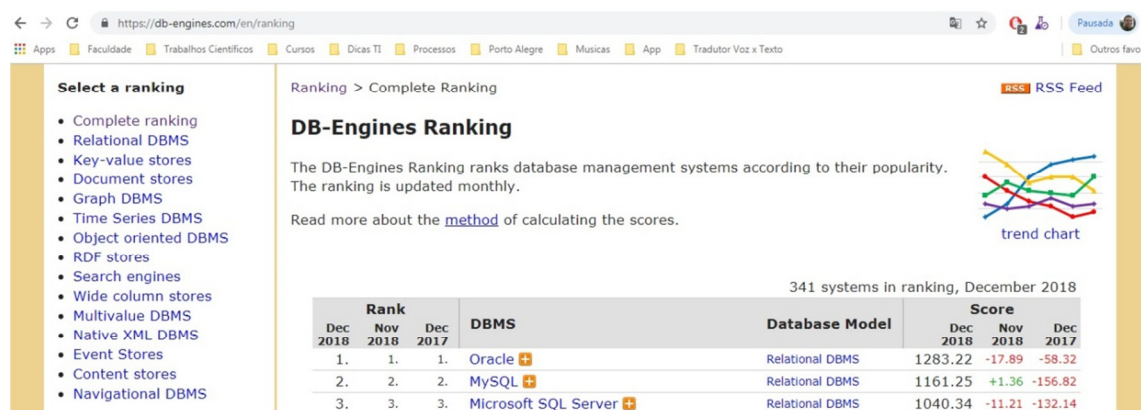 https://db-engines.com/en/ranking
2
Pausada
Apps Faculdade Trabalhos Científicos Cursos Dicas TI Processos Porto Alegre Musicas App Tradutor Voz x Texto Outros favo
Select a ranking
• Complete ranking
• Relational DBMS
• Key-value stores
• Document stores
• Graph DBMS
• Time Series DBMS
• Object oriented DBMS
• RDF stores
• Search engines
• Wide column stores
• Multivalue DBMS
• Native XML DBMS
• Event Stores
• Content stores
• Navigational DBMS
Ranking > Complete Ranking
RSS RSS Feed
DB-Engines Ranking
The DB-Engines Ranking ranks database management systems according to their popularity.
The ranking is updated monthly.
Read more about the method of calculating the scores.
trend chart
341 systems in ranking, December 2018
Rank DBMS Database Model Score
Dec Nov Dec Dec Nov Dec
2018 2018 2017 2018 2018 2017
1. 1. 1. Oracle Relational DBMS 1283.22 -17.89 -58.32
2. 2. 2. MySQL Relational DBMS 1161.25 +1.36 -156.82
3. 3. 3. Microsoft SQL Server Relational DBMS 1040.34 -11.21 -132.14